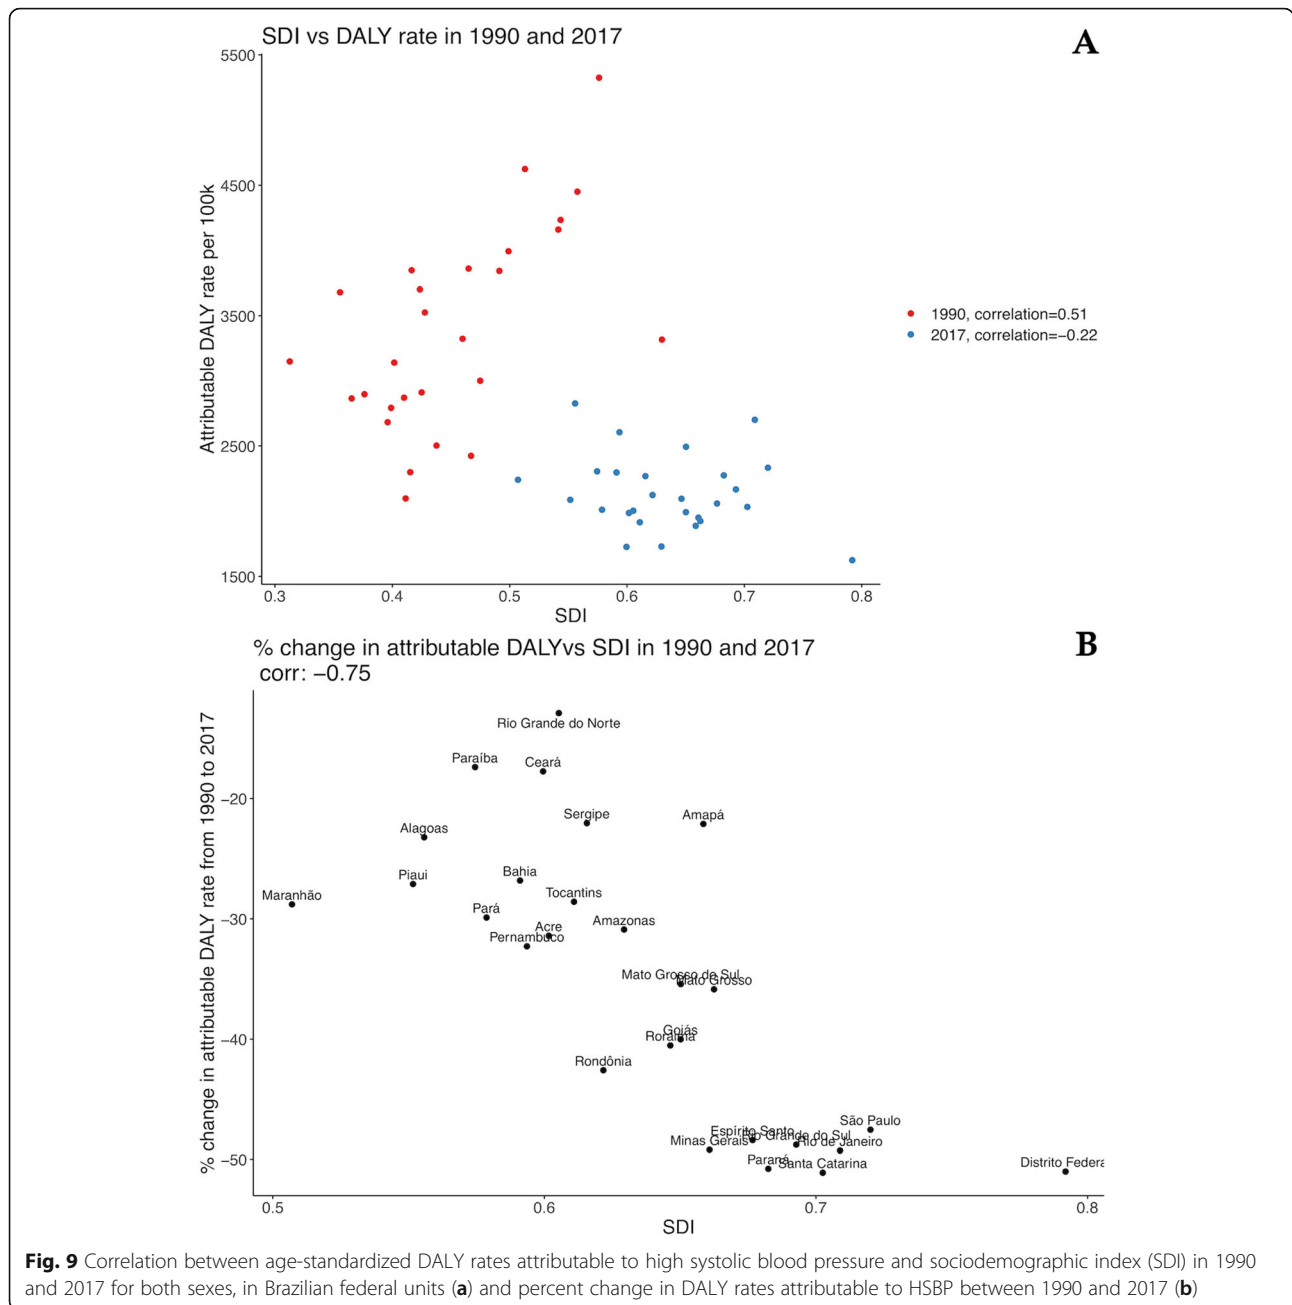 SDI vs DALY rate in 1990 and 2017
A
5500
4500
3500
2500
1500
Attributable DALY rate per 100k
0.3 0.4 0.5 0.6 0.7 0.8
SDI
1990, correlation=0.51
2017, correlation=−0.22
% change in attributable DALYvs SDI in 1990 and 2017
corr: −0.75
B
% change in attributable DALY rate from 1990 to 2017
−20
−30
−40
−50
Rio Grande do Norte
Paraíba
Ceará
Sergipe
Amapá
Alagoas
Piaui
Bahia
Maranhão
Tocantins
Pará
Acre
Amazonas
Pernambuco
Mato Grosso do Sul
Mato Grosso
Goiás
Roraima
Rondônia
São Paulo
Espírito Santo
Rio Grande do Sul
Minas Gerais
Rio de Janeiro
Paraná
Santa Catarina
Distrito Federa
0.5 0.6 0.7 0.8
SDI
Fig. 9 Correlation between age-standardized DALY rates attributable to high systolic blood pressure and sociodemographic index (SDI) in 1990
and 2017 for both sexes, in Brazilian federal units (a) and percent change in DALY rates attributable to HSBP between 1990 and 2017 (b)